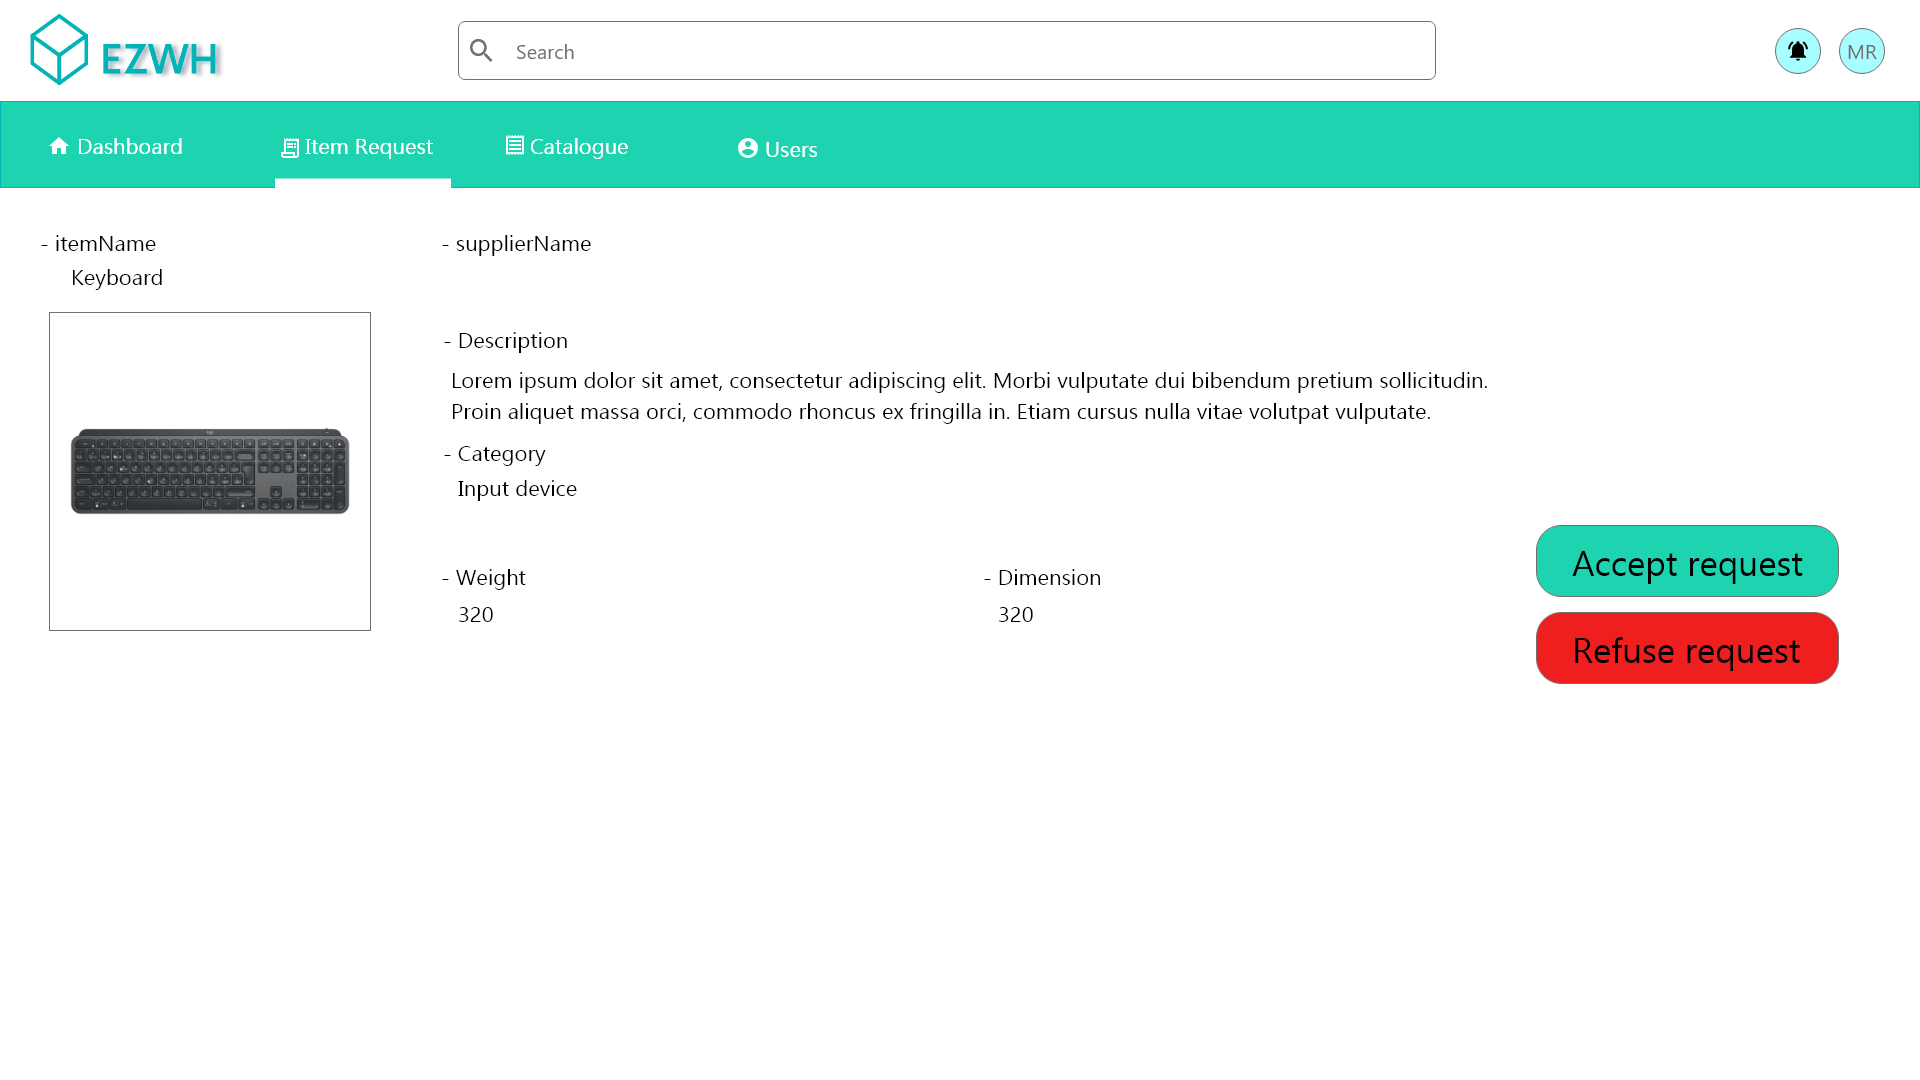 EZWH
Search
MR
Dashboard
Item Request
Catalogue
Users
- itemName
Keyboard
- supplierName
- Description
Lorem ipsum dolor sit amet, consectetur adipiscing elit. Morbi vulputate dui bibendum pretium sollicitudin.
Proin aliquet massa orci, commodo rhoncus ex fringilla in. Etiam cursus nulla vitae volutpat vulputate.
- Category
Input device
- Weight
320
- Dimension
320
Accept request
Refuse request